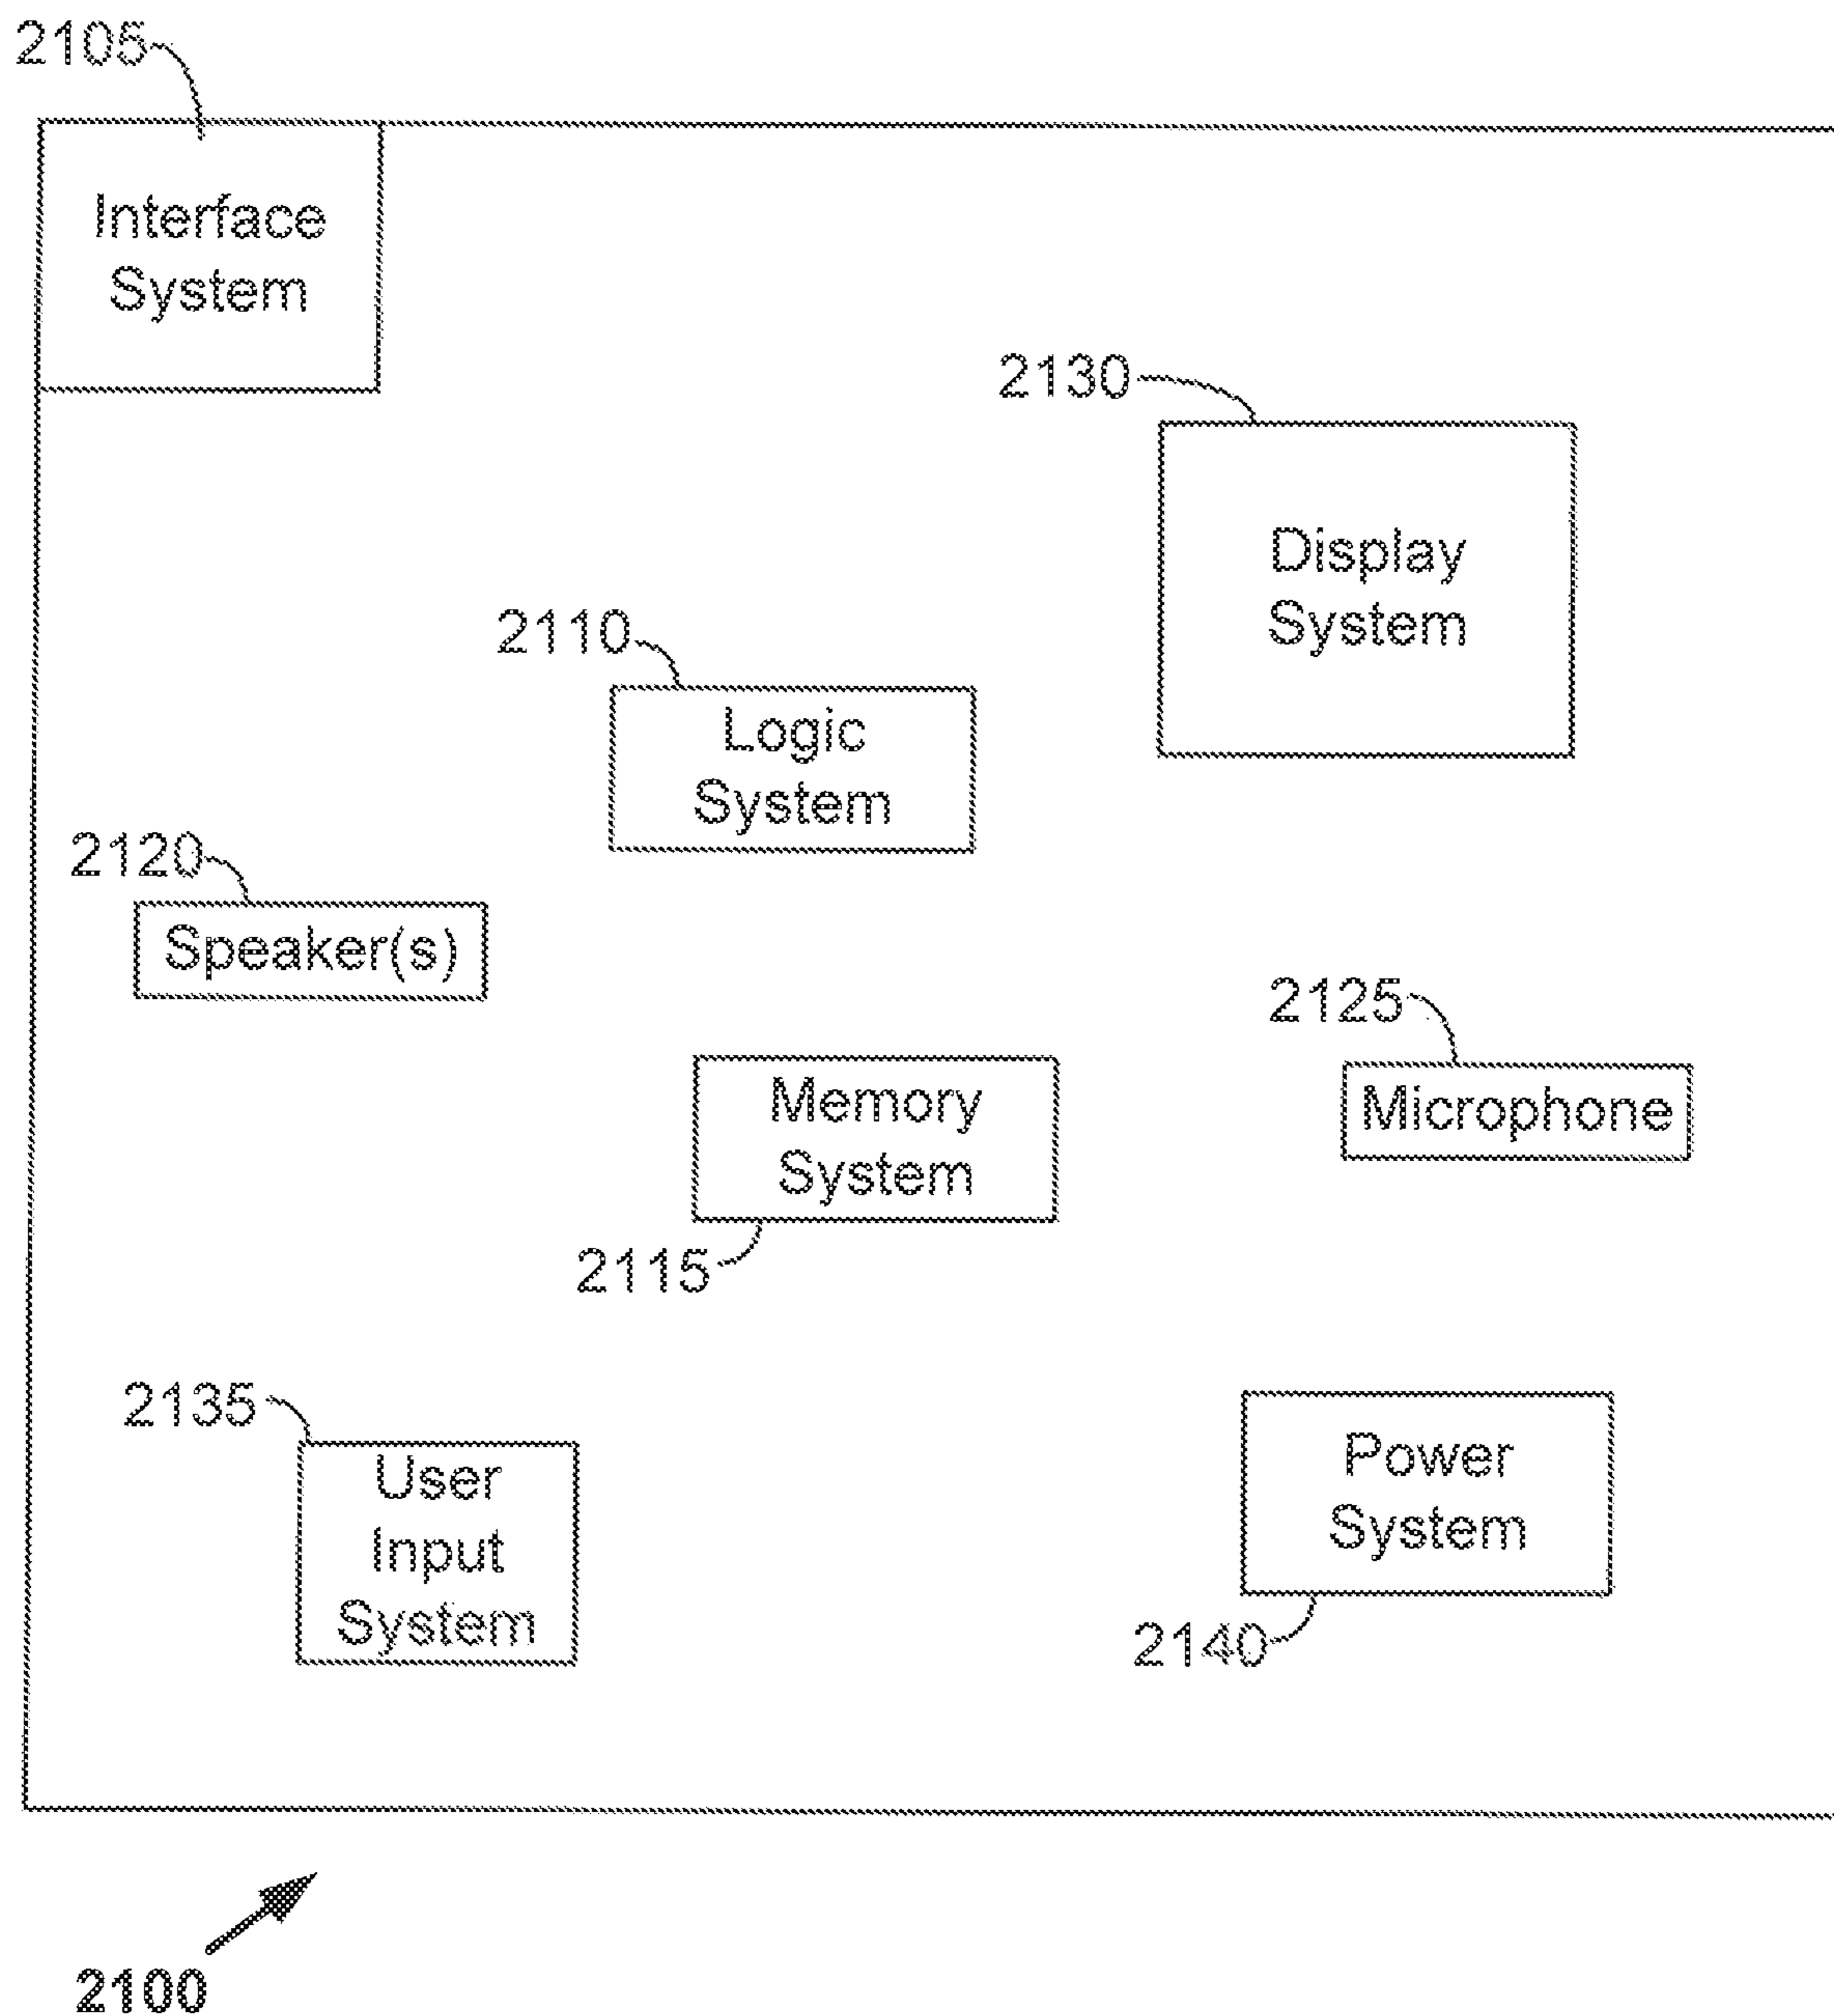 2105
Interface
System
2130
Display
System
2110
Logic
System
2120
Speaker(s)
2125
Microphone
Memory
System
2115
2135
User
Input
System
Power
System
2140
2100